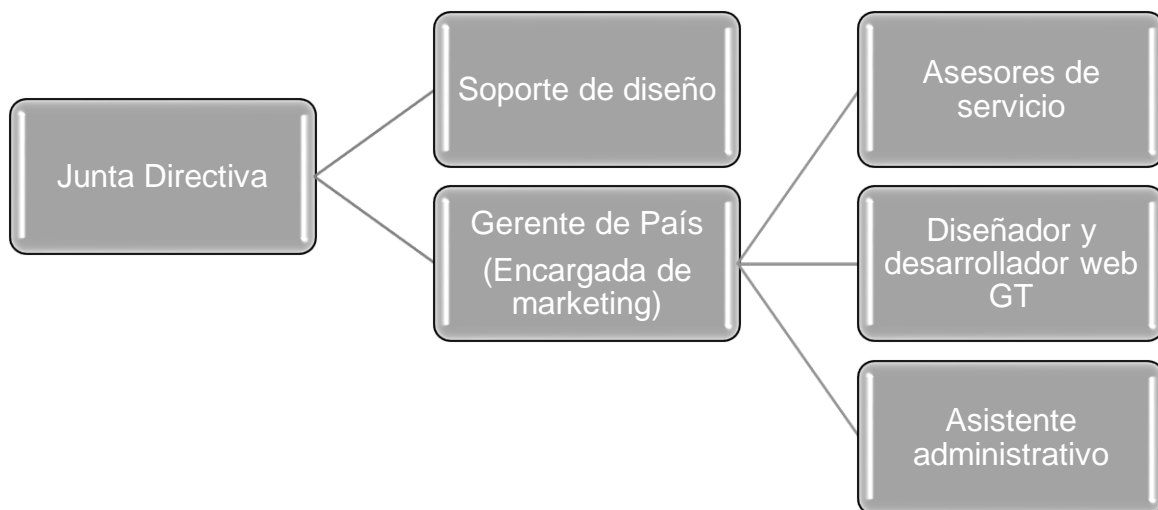 Junta Directiva
Soporte de diseño
Gerente de País
(Encargada de
marketing)
Asesores de
servicio
Diseñador y
desarrollador web
GT
Asistente
administrativo